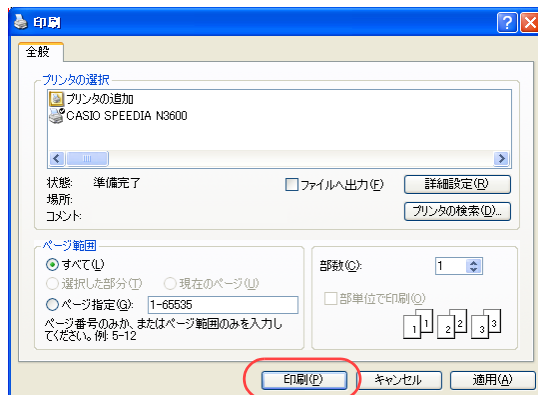 印刷
全般
プリンタの選択
プリンタの追加
CASIO SPEEDIA N3600
状態: 準備完了
場所:
コメント:
ファイルへ出力(F)
詳細設定(R)
プリンタの検索(D)...
ページ範囲
すべて(L)
選択した部分(T) 現在のページ(U)
ページ指定(G): 1-65535
ページ番号のみか、またはページ範囲のみを入力し
てください。例: 5-12
部数(C): 1
部単位で印刷(O)
1 1 2 2 3 3
印刷(P) キャンセル 適用(A)